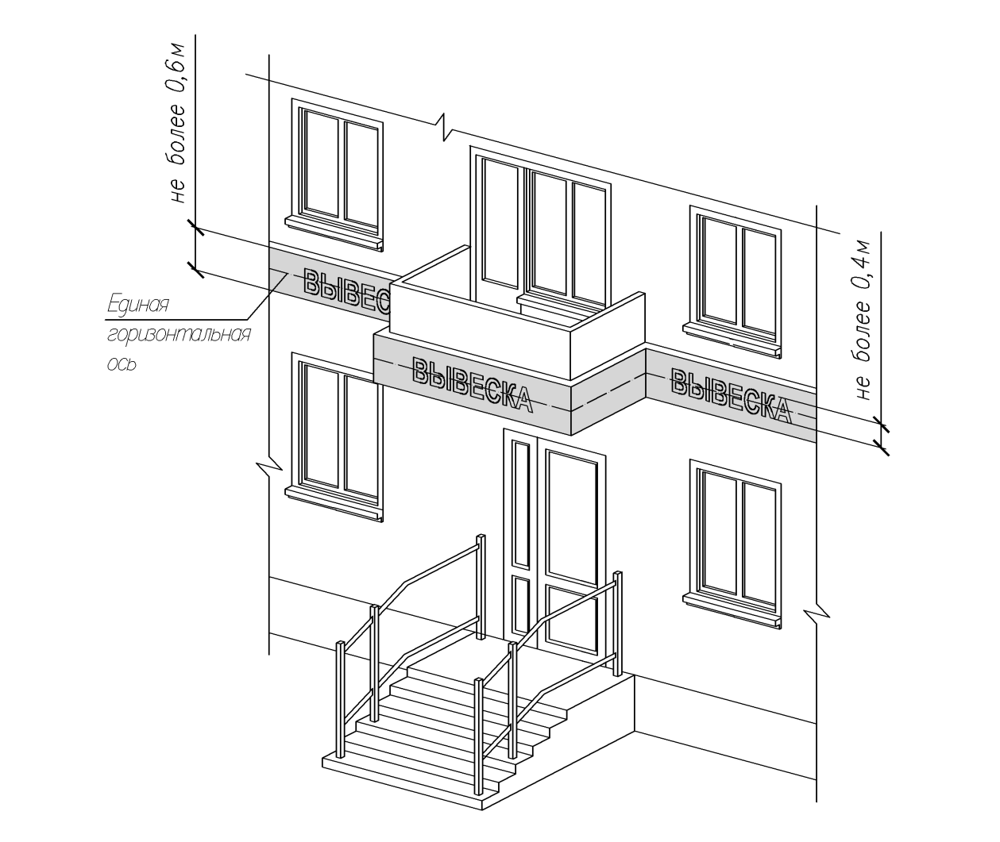 не более 0,6м
Единая
горизонтальная
ось
ВЫВЕС
ВЫВЕСКА
ВЫВЕСКА
не более 0,4м